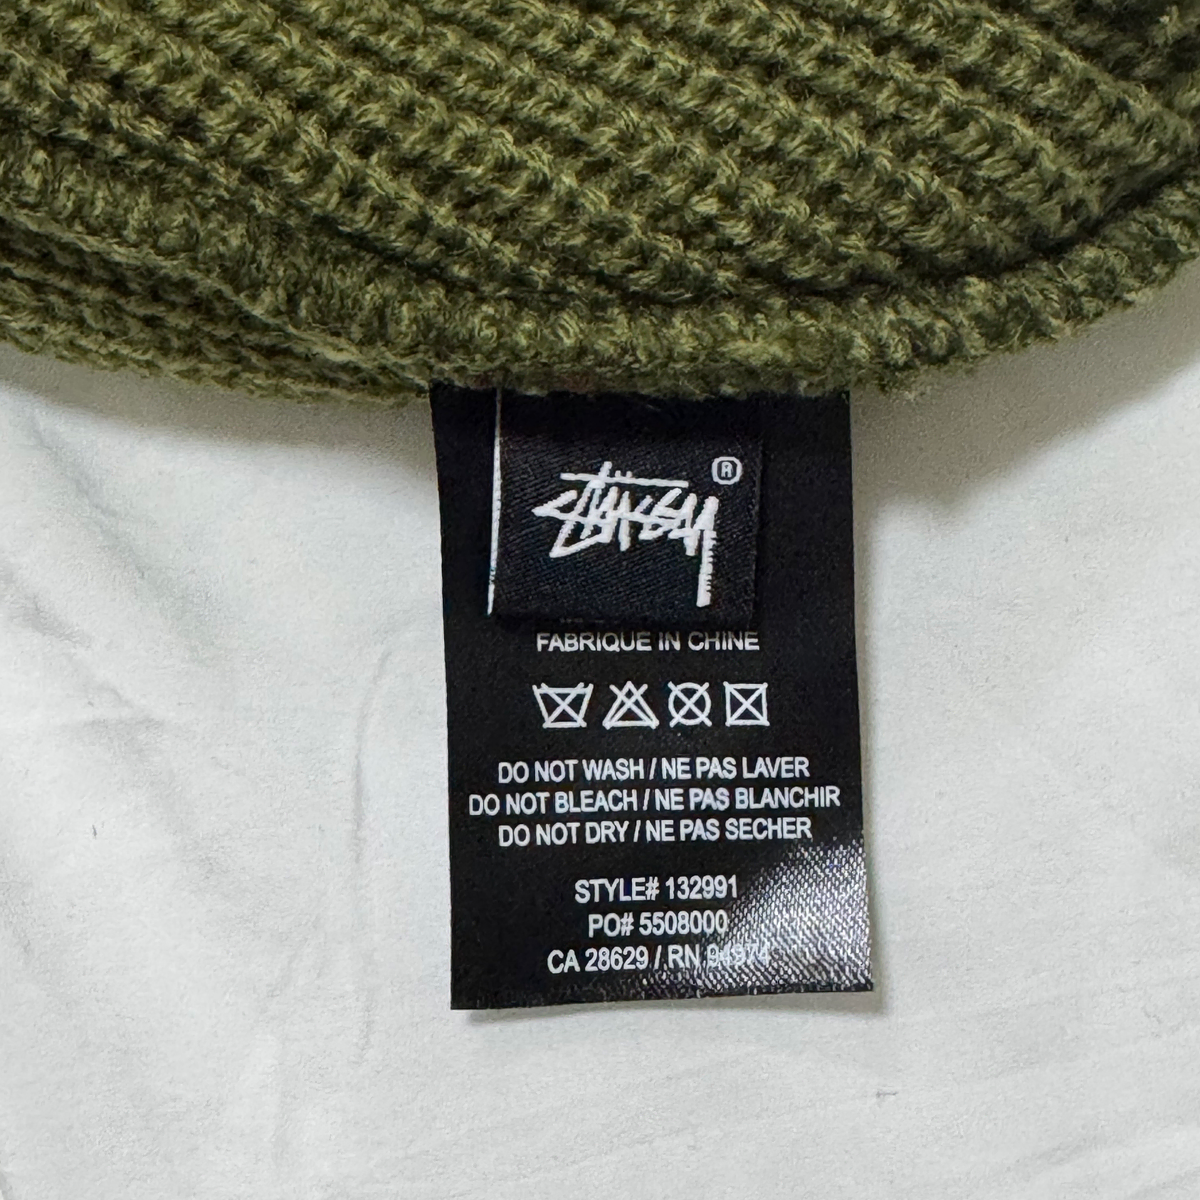 STÜSSY ®
FABRIQUE IN CHINE
DO NOT WASH / NE PAS LAVER
DO NOT BLEACH / NE PAS BLANCHIR
DO NOT DRY / NE PAS SECHER
STYLE# 132991
PO# 5508000
CA 28629 / RN 94974